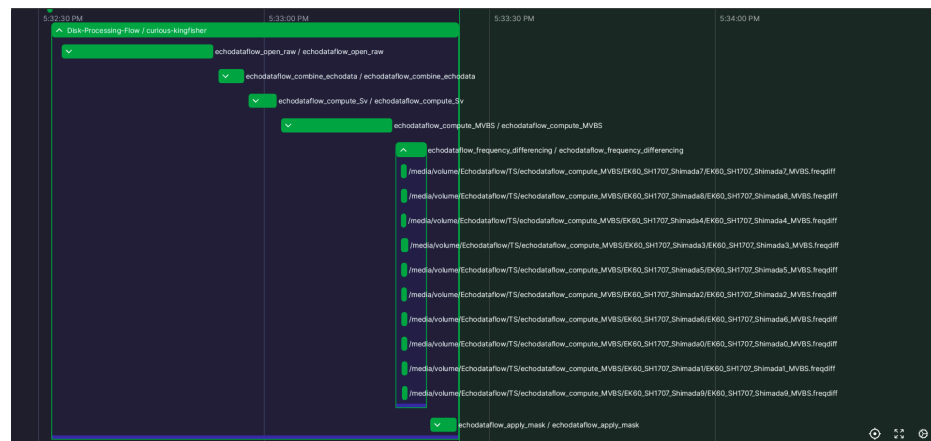 5:32:30 PM 5:33:00 PM 5:33:30 PM 5:34:00 PM
Disk-Processing-Flow / curious-kingfisher
echodataflow_open_raw / echodataflow_open_raw
echodataflow_combine_echodata / echodataflow_combine_echodata
echodataflow_compute_Sv / echodataflow_compute_Sv
echodataflow_compute_MVBS / echodataflow_compute_MVBS
echodataflow_frequency_differencing / echodataflow_frequency_differencing
/media/volume/Echodataflow/TS/echodataflow_compute_MVBS/EK60_SH1707_Shimada7/EK60_SH1707_Shimada7_MVBS.freqdiff
/media/volume/Echodataflow/TS/echodataflow_compute_MVBS/EK60_SH1707_Shimada8/EK60_SH1707_Shimada8_MVBS.freqdiff
/media/volume/Echodataflow/TS/echodataflow_compute_MVBS/EK60_SH1707_Shimada4/EK60_SH1707_Shimada4_MVBS.freqdiff
/media/volume/Echodataflow/TS/echodataflow_compute_MVBS/EK60_SH1707_Shimada3/EK60_SH1707_Shimada3_MVBS.freqdiff
/media/volume/Echodataflow/TS/echodataflow_compute_MVBS/EK60_SH1707_Shimada5/EK60_SH1707_Shimada5_MVBS.freqdiff
/media/volume/Echodataflow/TS/echodataflow_compute_MVBS/EK60_SH1707_Shimada2/EK60_SH1707_Shimada2_MVBS.freqdiff
/media/volume/Echodataflow/TS/echodataflow_compute_MVBS/EK60_SH1707_Shimada6/EK60_SH1707_Shimada6_MVBS.freqdiff
/media/volume/Echodataflow/TS/echodataflow_compute_MVBS/EK60_SH1707_Shimada0/EK60_SH1707_Shimada0_MVBS.freqdiff
/media/volume/Echodataflow/TS/echodataflow_compute_MVBS/EK60_SH1707_Shimada1/EK60_SH1707_Shimada1_MVBS.freqdiff
/media/volume/Echodataflow/TS/echodataflow_compute_MVBS/EK60_SH1707_Shimada9/EK60_SH1707_Shimada9_MVBS.freqdiff
echodataflow_apply_mask / echodataflow_apply_mask